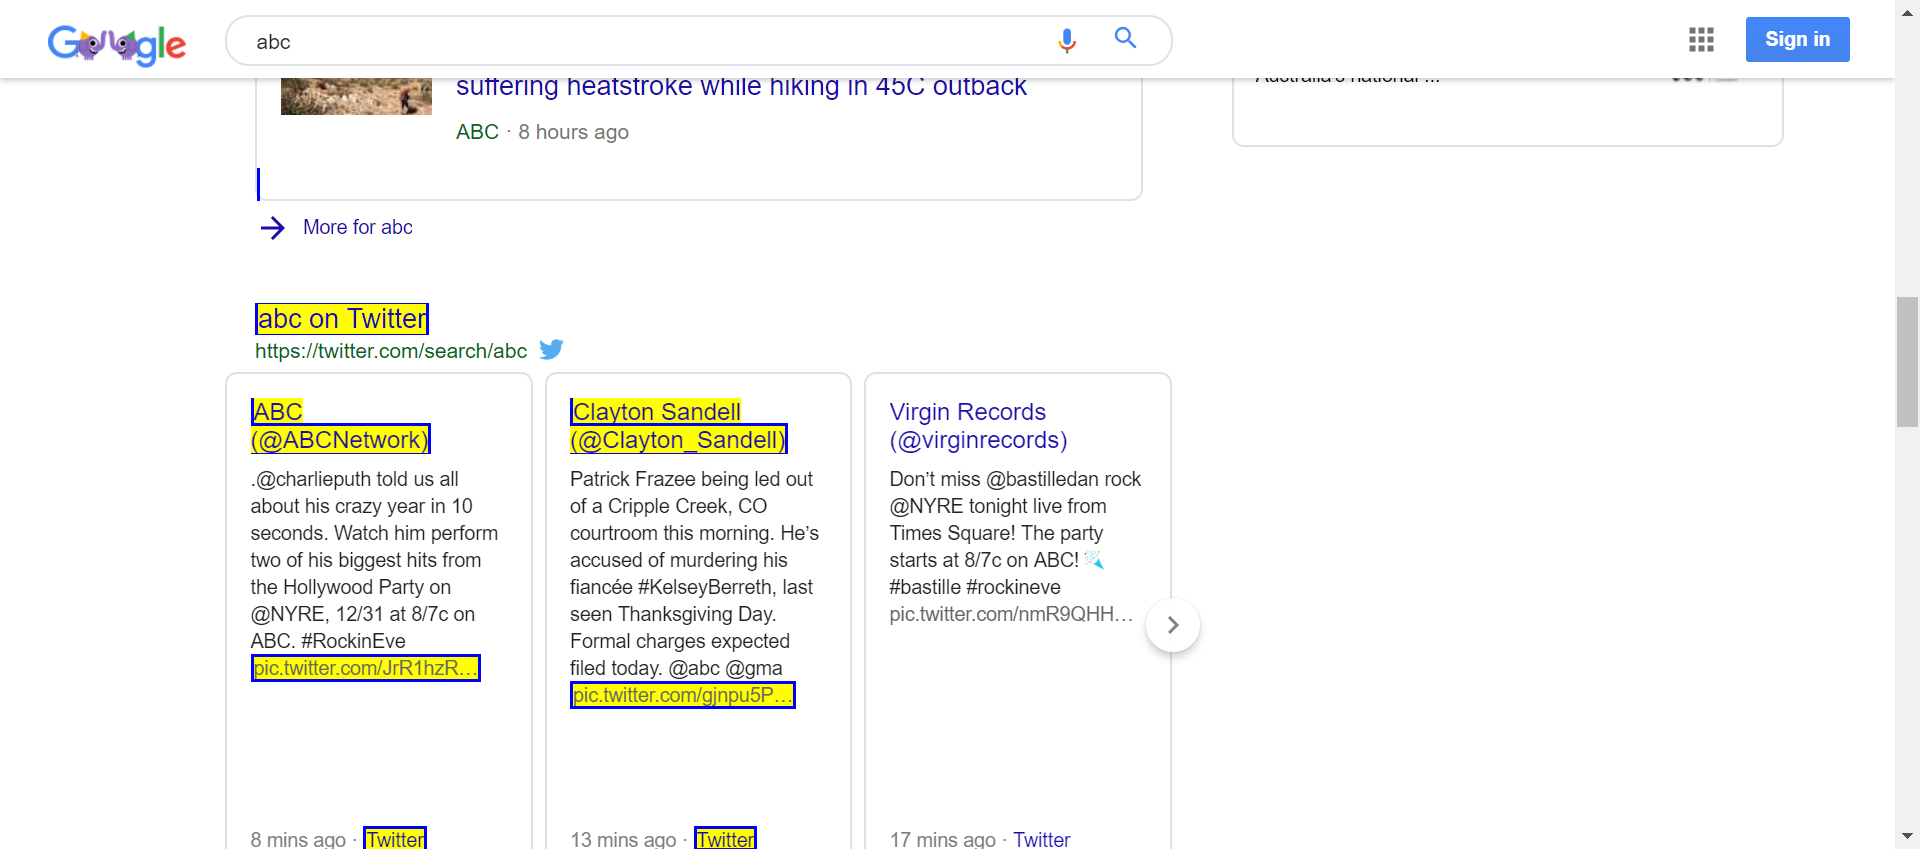 Google
abc
Sign in
suffering heatstroke while hiking in 45C outback
Australia's national ...
ABC · 8 hours ago
More for abc
abc on Twitter
https://twitter.com/search/abc
ABC
(@ABCNetwork)
.@charlieputh told us all
about his crazy year in 10
seconds. Watch him perform
two of his biggest hits from
the Hollywood Party on
@NYRE, 12/31 at 8/7c on
ABC. #RockinEve
pic.twitter.com/JrR1hzR...
8 mins ago · Twitter
Clayton Sandell
(@Clayton_Sandell)
Patrick Frazee being led out
of a Cripple Creek, CO
courtroom this morning. He’s
accused of murdering his
fiancée #KelseyBerreth, last
seen Thanksgiving Day.
Formal charges expected
filed today. @abc @gma
pic.twitter.com/gjnpu5P...
13 mins ago · Twitter
Virgin Records
(@virginrecords)
Don’t miss @bastilledan rock
@NYRE tonight live from
Times Square! The party
starts at 8/7c on ABC! 🎉
#bastille #rockineve
pic.twitter.com/nmR9QHH...
17 mins ago · Twitter